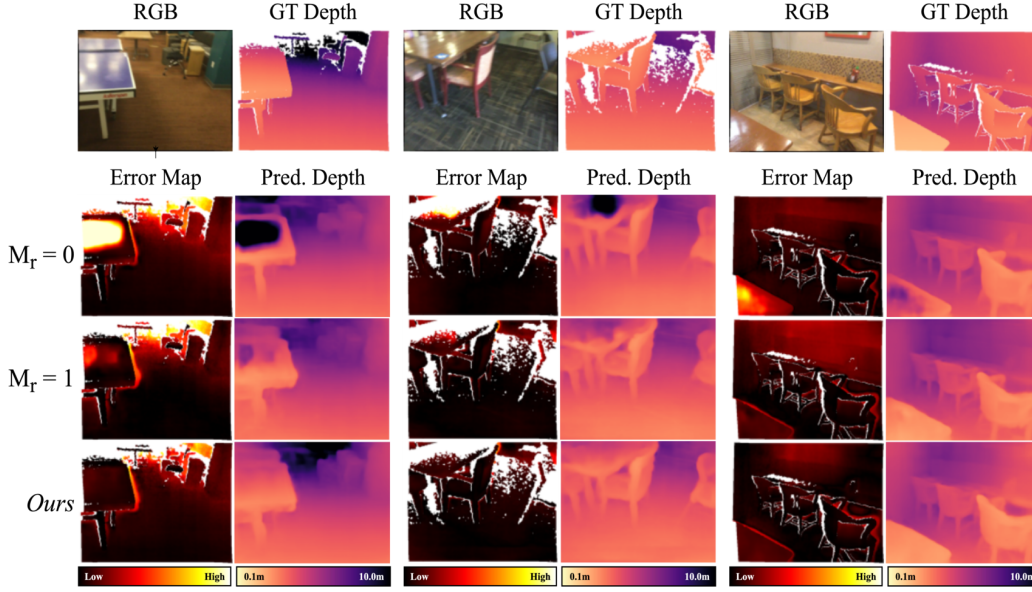 RGB GT Depth RGB GT Depth RGB GT Depth
Error Map Pred. Depth Error Map Pred. Depth Error Map Pred. Depth
M_r = 0
M_r = 1
Ours
Low High 0.1m 10.0m Low High 0.1m 10.0m Low High 0.1m 10.0m